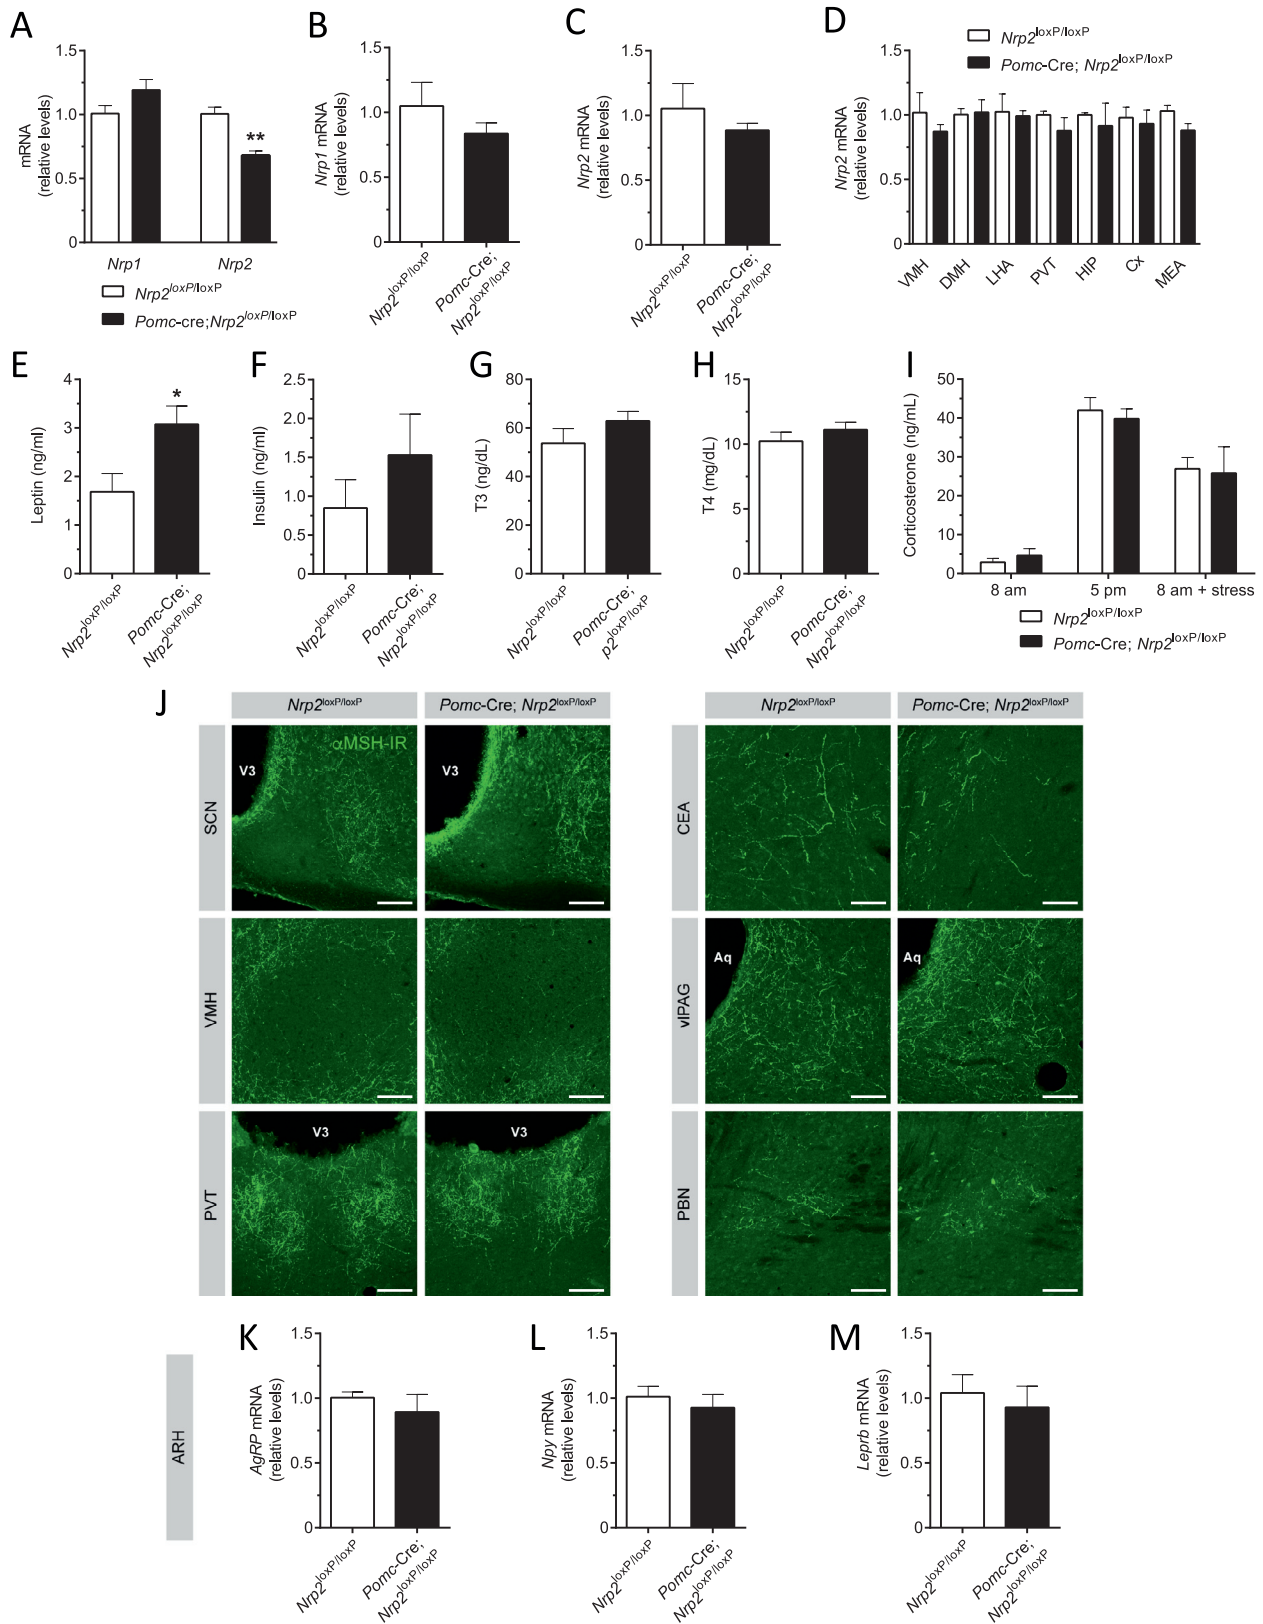 A
mRNA
(relative levels)
1.5
1.0
0.5
0
**
Nrp1
Nrp2
Nrp2loxP/loxP
Pomc-cre;Nrp2loxP/loxP
B
Nrp1 mRNA
(relative levels)
1.5
1.0
0.5
0
Nrp2loxP/loxP
Pomc-Cre;
Nrp2loxP/loxP
C
Nrp2 mRNA
(relative levels)
1.5
1.0
0.5
0
Nrp2loxP/loxP
Pomc-Cre;
Nrp2loxP/loxP
D
Nrp2loxP/loxP
Pomc-Cre; Nrp2loxP/loxP
Nrp2 mRNA
(relative levels)
1.5
1.0
0.5
0
VMH
DMH
LHA
PVT
HIP
Cx
MEA
E
Leptin (ng/ml)
4
3
2
1
0
*
Nrp2loxP/loxP
Pomc-Cre;
Nrp2loxP/loxP
F
Insulin (ng/ml)
2.5
2.0
1.5
1.0
0.5
0
Nrp2loxP/loxP
Pomc-Cre;
Nrp2loxP/loxP
G
T3 (ng/dL)
80
60
40
20
0
Nrp2loxP/loxP
Pomc-Cre;
p2loxP/loxP
H
T4 (mg/dL)
15
10
5
0
Nrp2loxP/loxP
Pomc-Cre;
Nrp2loxP/loxP
I
Corticosterone (ng/mL)
50
40
30
20
10
0
8 am
5 pm
8 am + stress
Nrp2loxP/loxP
Pomc-Cre; Nrp2loxP/loxP
J
Nrp2loxP/loxP
Pomc-Cre; Nrp2loxP/loxP
Nrp2loxP/loxP
Pomc-Cre; Nrp2loxP/loxP
SCN
αMSH-IR
V3
V3
CEA
VMH
vlPAG
Aq
Aq
PVT
V3
V3
PBN
ARH
K
AgRP mRNA
(relative levels)
1.5
1.0
0.5
0
Nrp2loxP/loxP
Pomc-Cre;
Nrp2loxP/loxP
L
Npy mRNA
(relative levels)
1.5
1.0
0.5
0
Nrp2loxP/loxP
Pomc-Cre;
Nrp2loxP/loxP
M
Leprb mRNA
(relative levels)
1.5
1.0
0.5
0
Nrp2loxP/loxP
Pomc-Cre;
Nrp2loxP/loxP